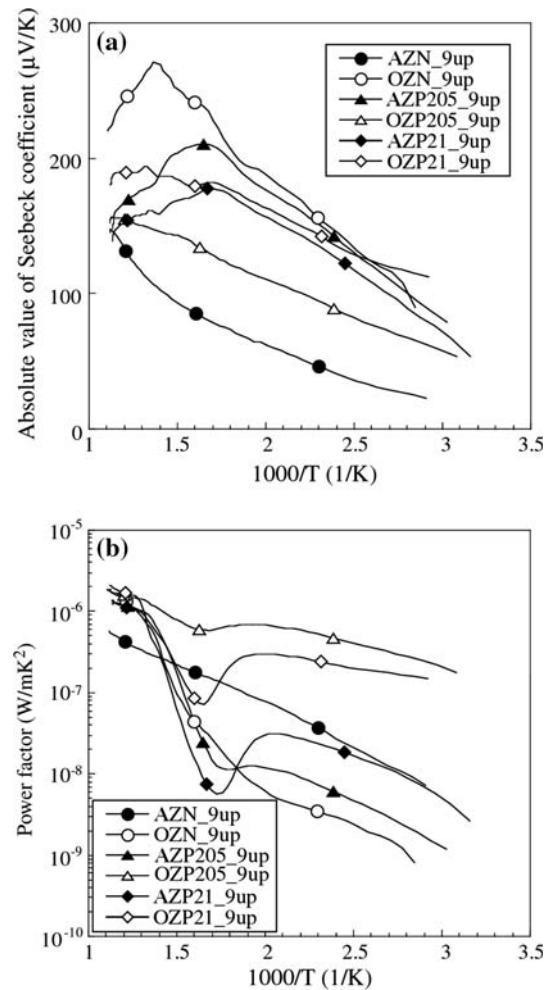 (a)
Absolute value of Seebeck coefficient (µV/K)
300
250
200
150
100
50
0
AZN_9up
OZN_9up
AZP205_9up
OZP205_9up
AZP21_9up
OZP21_9up
1 1.5 2 2.5 3 3.5
1000/T (1/K)
(b)
Power factor (W/mK²)
10⁻⁵
10⁻⁶
10⁻⁷
10⁻⁸
10⁻⁹
10⁻¹⁰
AZN_9up
OZN_9up
AZP205_9up
OZP205_9up
AZP21_9up
OZP21_9up
1 1.5 2 2.5 3 3.5
1000/T (1/K)